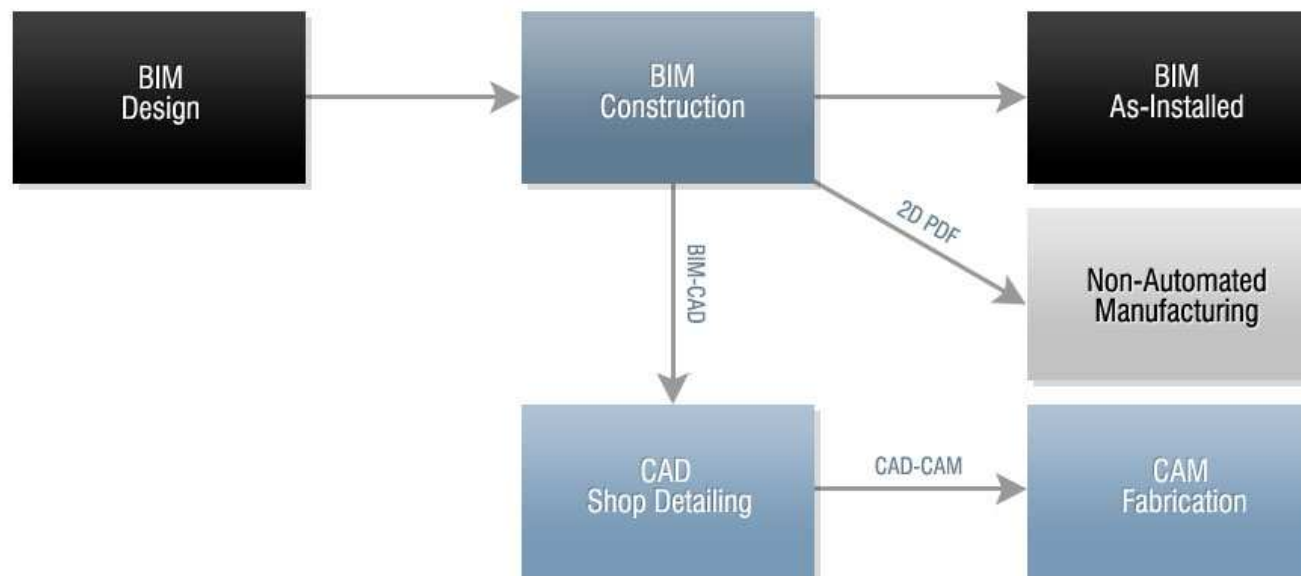 BIM
Design
BIM
Construction
BIM
As-Installed
2D PDF
BIM-CAD
Non-Automated
Manufacturing
CAD
Shop Detailing
CAD-CAM
CAM
Fabrication